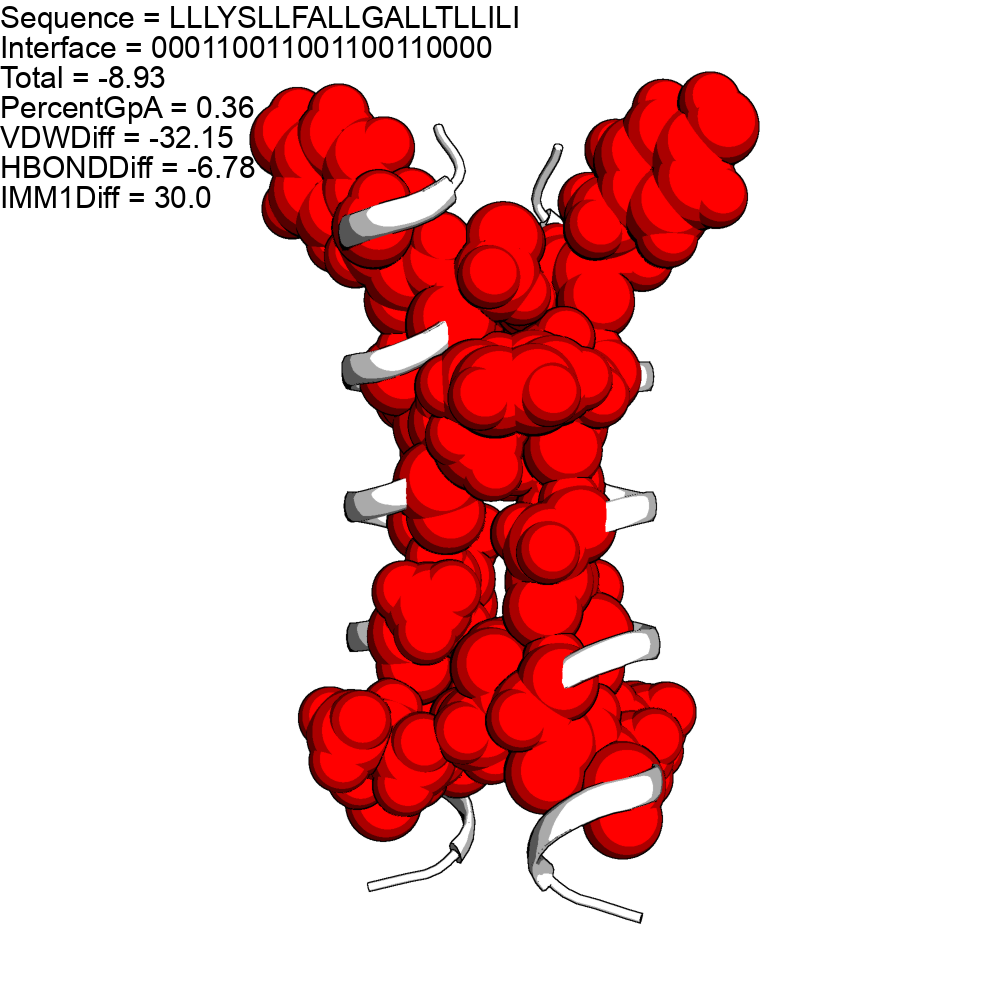 Sequence = LLLYSLLFALLGALLTLLILI
Interface = 000110011001100110000
Total = -8.93
PercentGpA = 0.36
VDWDiff = -32.15
HBONDDiff = -6.78
IMM1Diff = 30.0